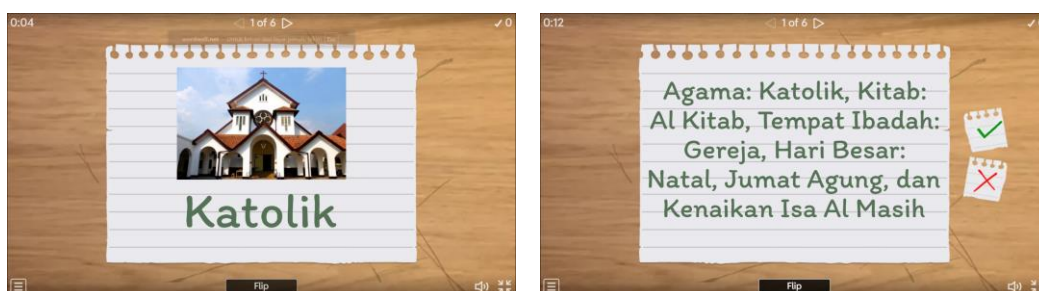 0:04
1 of 6
✓ 0
Katolik
Flip
0:12
1 of 6
Agama: Katolik, Kitab:
Al Kitab, Tempat Ibadah:
Gereja, Hari Besar:
Natal, Jumat Agung, dan
Kenaikan Isa Al Masih
Flip